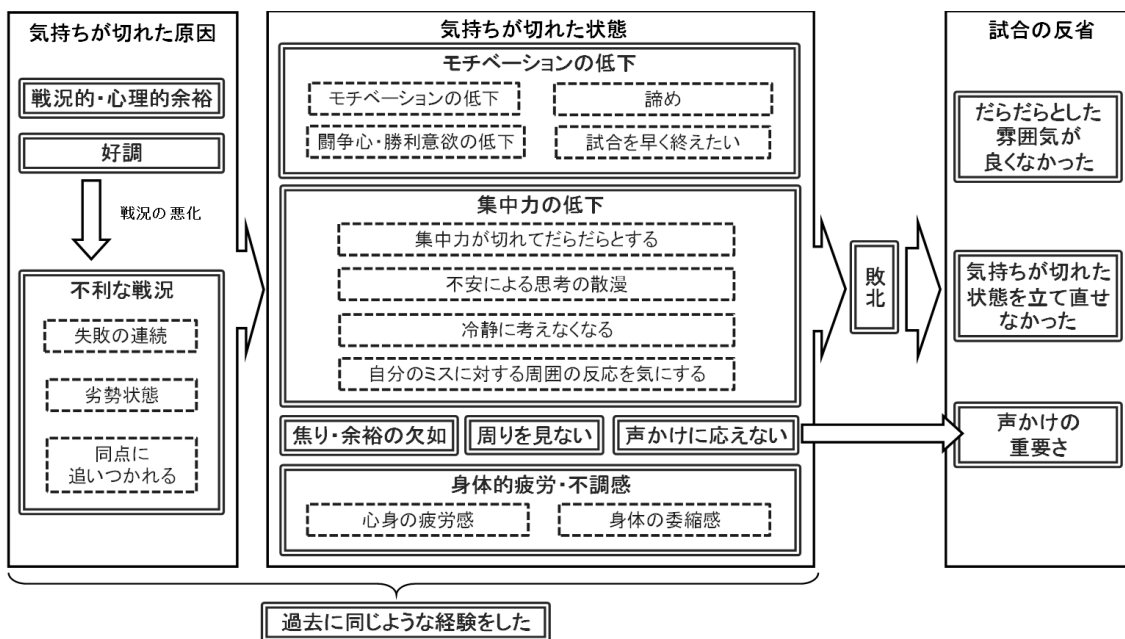 気持ちが切れた原因
戦況的・心理的余裕
好調
戦況の悪化
不利な戦況
失敗の連続
劣勢状態
同点に
追いつかれる
気持ちが切れた状態
モチベーションの低下
モチベーションの低下
諦め
闘争心・勝利意欲の低下
試合を早く終えたい
集中力の低下
集中力が切れてだらだらとする
不安による思考の散漫
冷静に考えなくなる
自分のミスに対する周囲の反応を気にする
焦り・余裕の欠如
周りを見ない
声かけに応えない
身体的疲労・不調感
心身の疲労感
身体の委縮感
敗北
試合の反省
だらだらとした
雰囲気が
良くなかった
気持ちが切れた
状態を立て直せ
なかった
声かけの
重要さ
過去に同じような経験をした